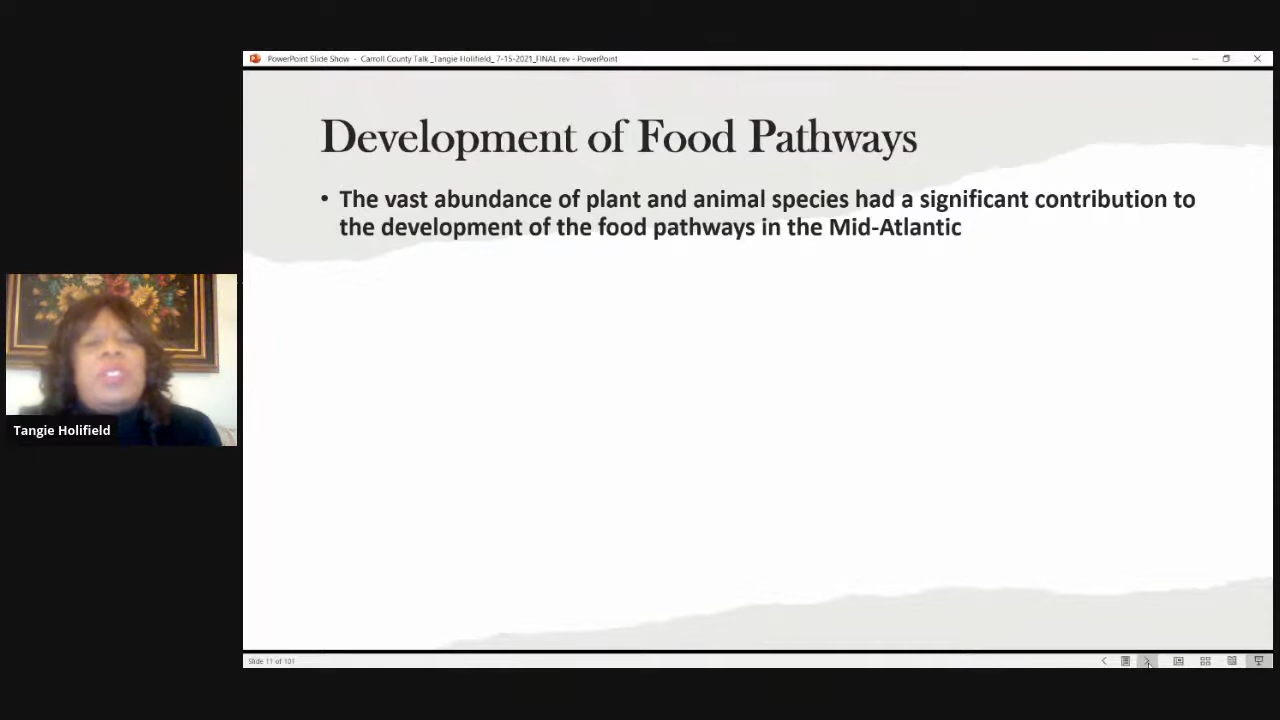 PowerPoint Slide Show - Carroll County Talk _Tangie Holifield_ 7-15-2021_FINAL rev - PowerPoint
Development of Food Pathways
• The vast abundance of plant and animal species had a significant contribution to
the development of the food pathways in the Mid-Atlantic
Tangie Holifield
Slide 11 of 101